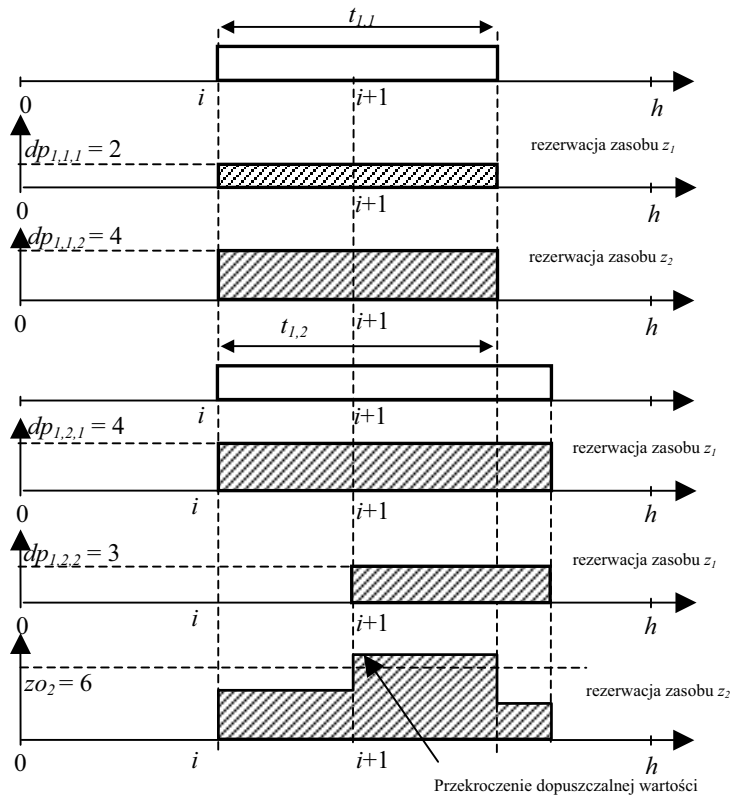 t1,1
0 i i+1 h
dp1,1,1 = 2 rezerwacja zasobu z1
0 i+1 h
dp1,1,2 = 4 rezerwacja zasobu z2
0 i+1 h
t1,2
i i+1 h
dp1,2,1 = 4 rezerwacja zasobu z1
0 i i+1 h
dp1,2,2 = 3 rezerwacja zasobu z1
0 i i+1 h
zo2 = 6 rezerwacja zasobu z2
0 i i+1 h
Przekroczenie dopuszczalnej wartości